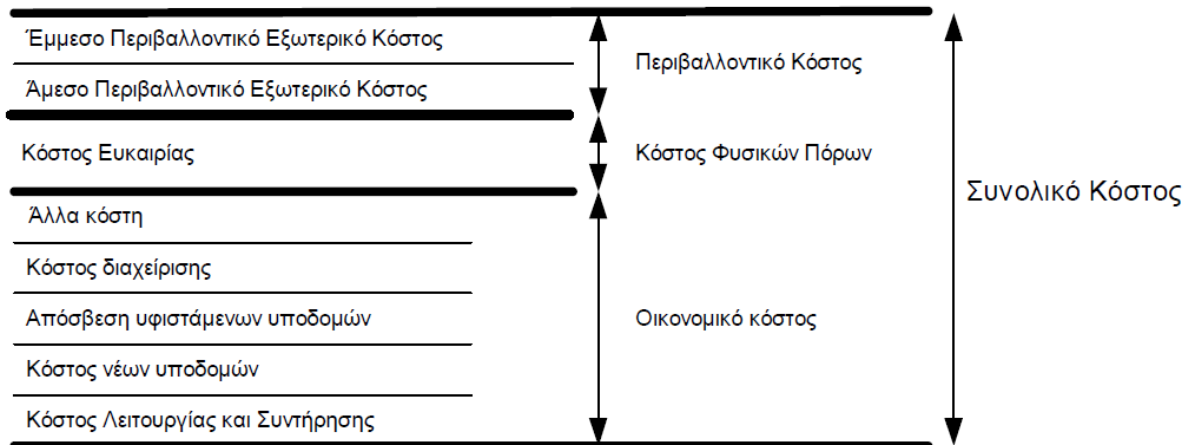 Έμμεσο Περιβαλλοντικό Εξωτερικό Κόστος
Άμεσο Περιβαλλοντικό Εξωτερικό Κόστος
Περιβαλλοντικό Κόστος
Κόστος Ευκαιρίας
Κόστος Φυσικών Πόρων
Συνολικό Κόστος
Άλλα κόστη
Κόστος διαχείρισης
Απόσβεση υφιστάμενων υποδομών
Οικονομικό κόστος
Κόστος νέων υποδομών
Κόστος Λειτουργίας και Συντήρησης